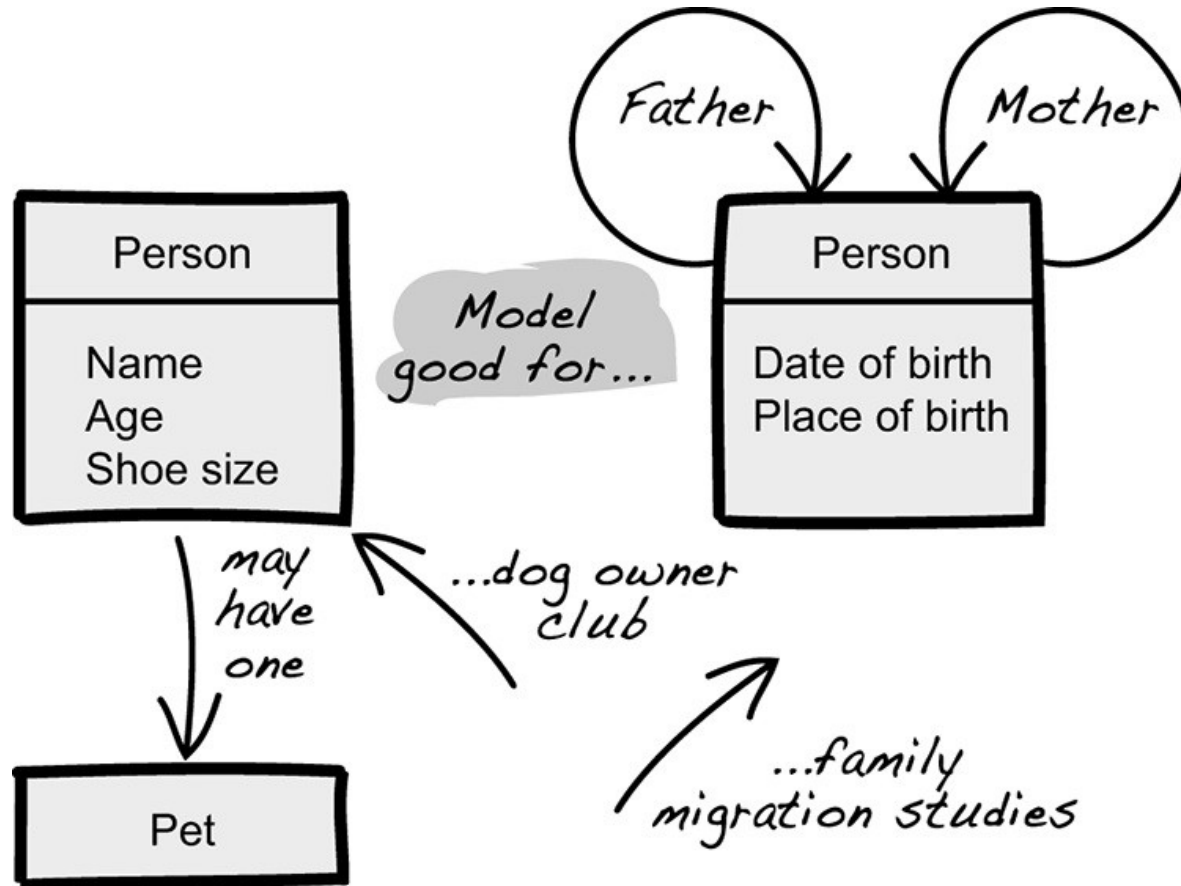 Father
Mother
Person
Name
Age
Shoe size
Model
good for...
Person
Date of birth
Place of birth
may
have
one
...dog owner
club
Pet
...family
migration studies